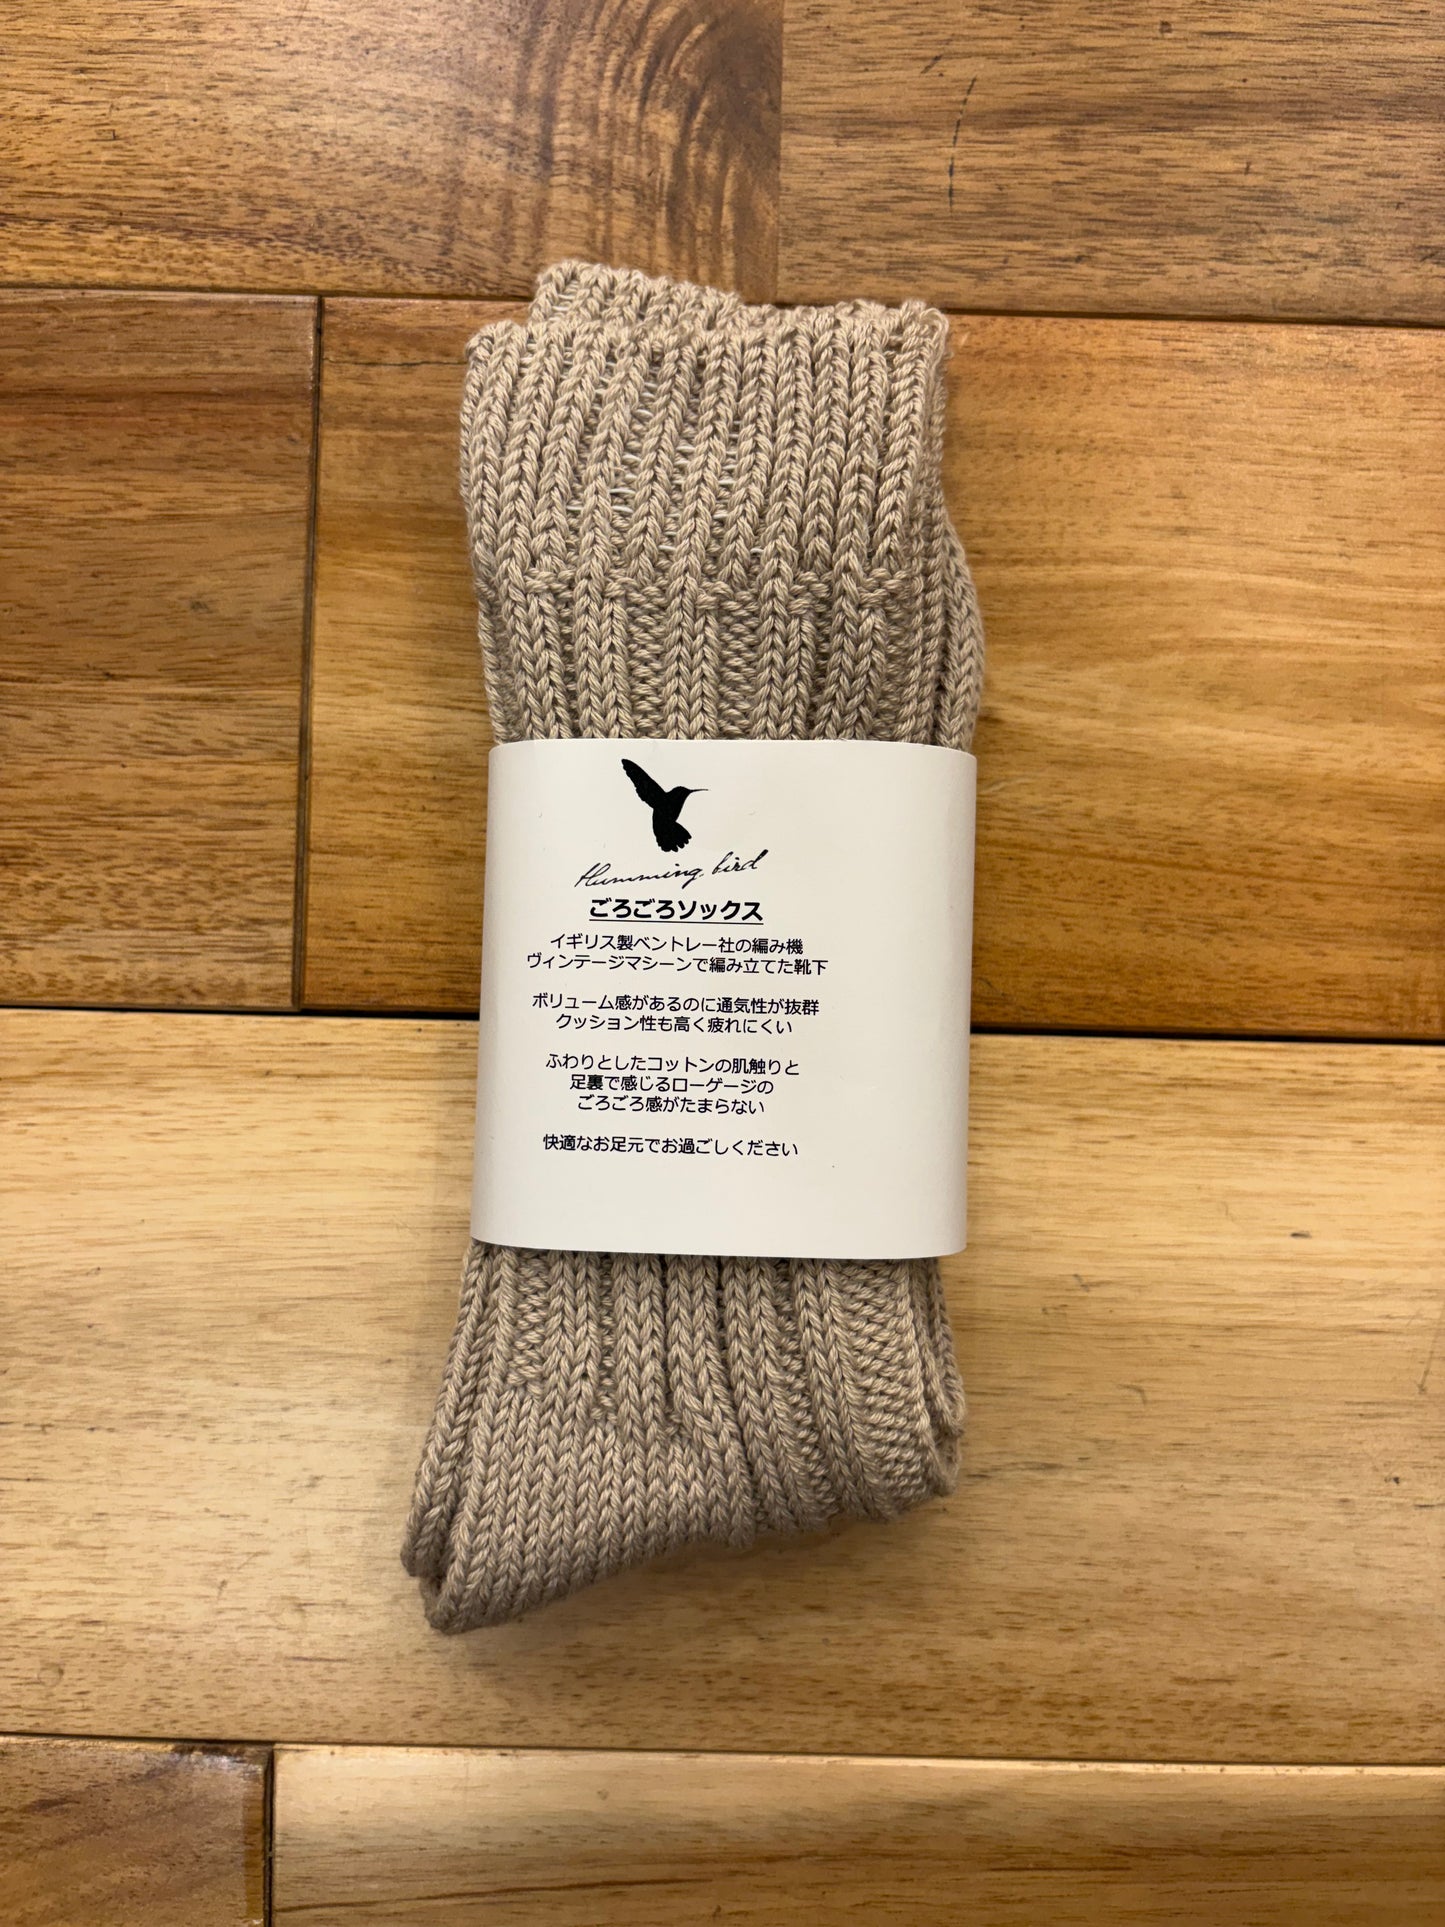 Humming bird
ごろごろソックス
イギリス製ベントレー社の編み機
ヴィンテージマシーンで編み立てた靴下
ボリューム感があるのに通気性が抜群
クッション性も高く疲れにくい
ふわりとしたコットンの肌触りと
足裏で感じるローゲージの
ごろごろ感がたまらない
快適なお足元でお過ごしください